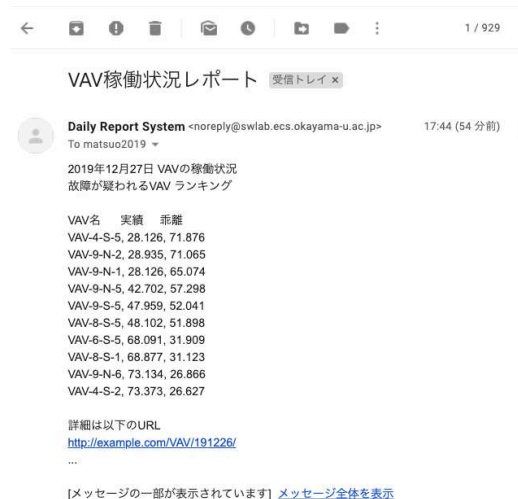 1 / 929
VAV稼働状況レポート 受信トレイ ×
Daily Report System <noreply@swlab.ecs.okayama-u.ac.jp> 17:44 (54 分前)
To matsuo2019
2019年12月27日 VAVの稼働状況
故障が疑われるVAV ランキング
VAV名 実績 乖離
VAV-4-S-5, 28.126, 71.876
VAV-9-N-2, 28.935, 71.065
VAV-9-N-1, 28.126, 65.074
VAV-9-N-5, 42.702, 57.298
VAV-9-S-5, 47.959, 52.041
VAV-8-S-5, 48.102, 51.898
VAV-6-S-5, 68.091, 31.909
VAV-8-S-1, 68.877, 31.123
VAV-9-N-6, 73.134, 26.866
VAV-4-S-2, 73.373, 26.627
詳細は以下のURL
http://example.com/VAV/191226/
...
[メッセージの一部が表示されています] メッセージ全体を表示